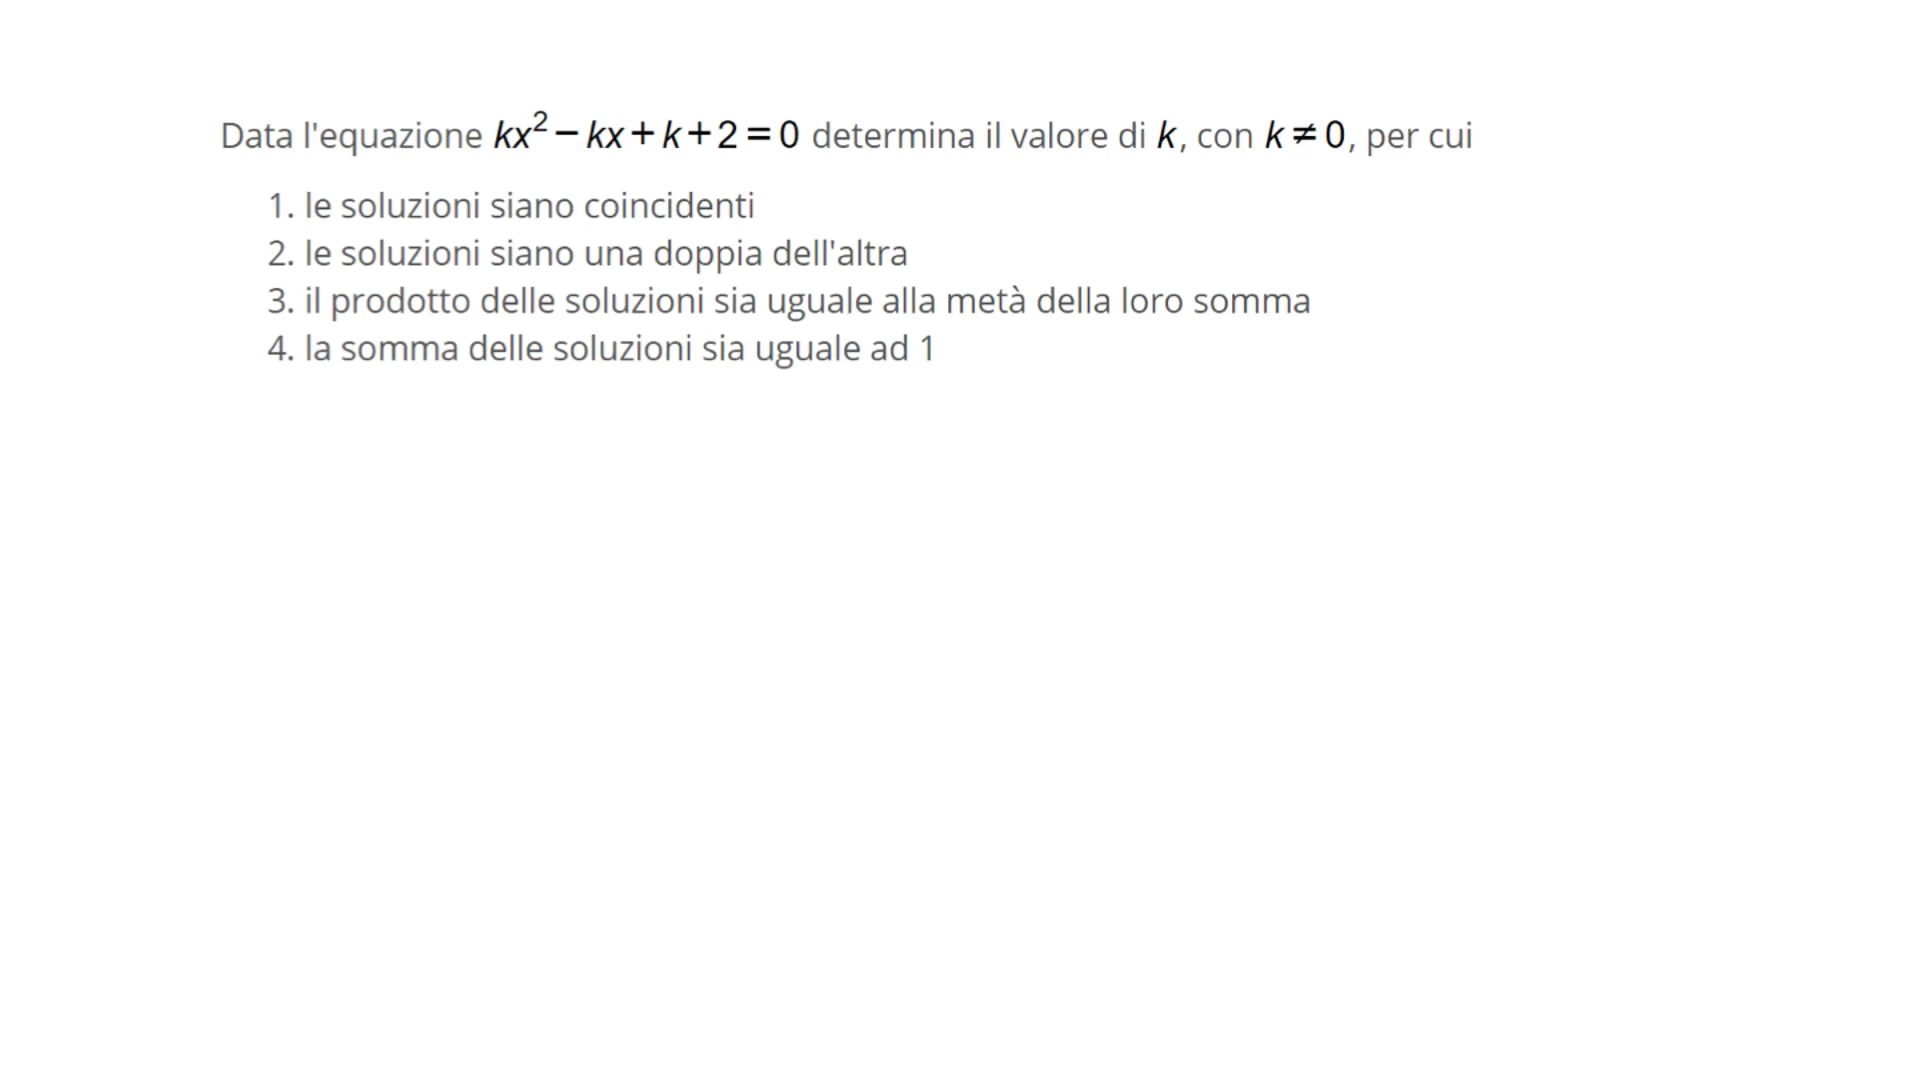 Data l'equazione kx² − kx + k + 2 = 0 determina il valore di k, con k ≠ 0, per cui
1. le soluzioni siano coincidenti
2. le soluzioni siano una doppia dell'altra
3. il prodotto delle soluzioni sia uguale alla metà della loro somma
4. la somma delle soluzioni sia uguale ad 1